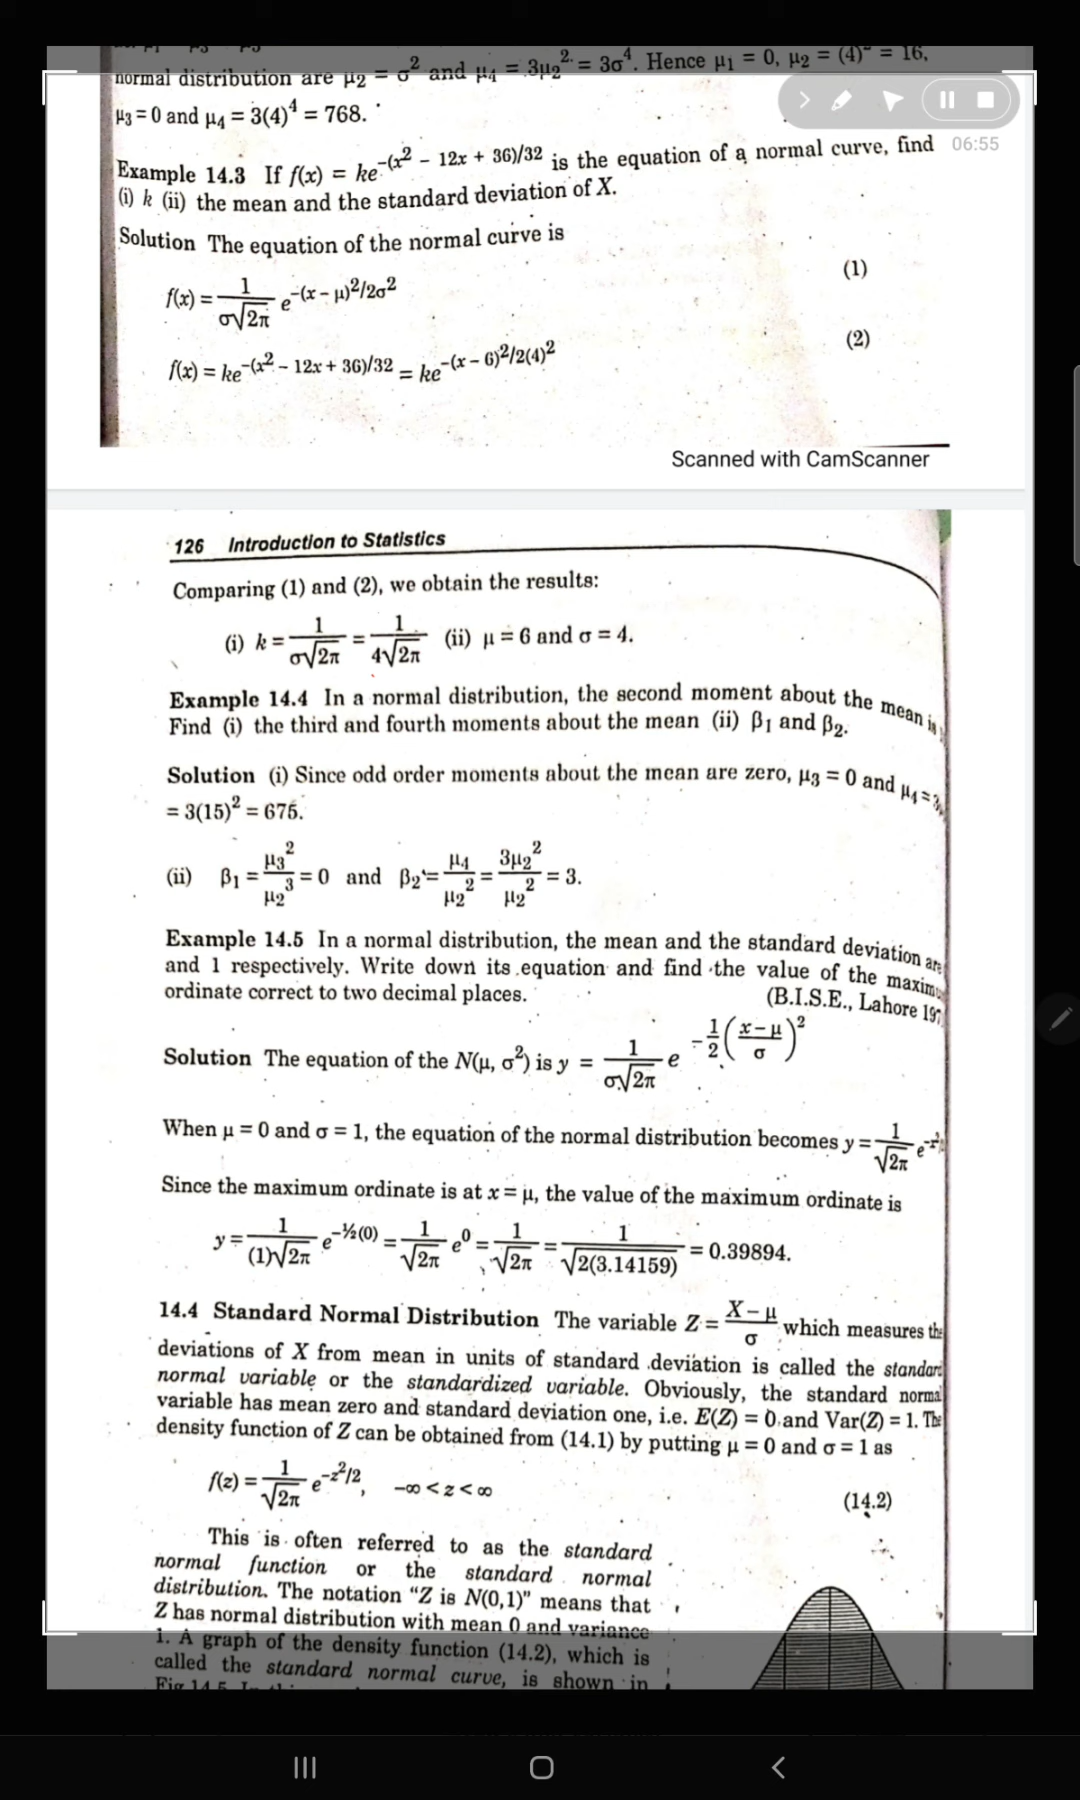 normal distribution are μ₂ = σ² and μ₄ = 3μ₂² = 3σ⁴. Hence μ₁ = 0, μ₂ = (4)² = 16,
μ₃ = 0 and μ₄ = 3(4)⁴ = 768.
06:55
Example 14.3 If f(x) = ke^-(x² - 12x + 36)/32 is the equation of a normal curve, find
(i) k (ii) the mean and the standard deviation of X.
Solution The equation of the normal curve is
f(x) = 1/(σ√2π) e^-(x - μ)²/2σ² (1)
f(x) = ke^-(x² - 12x + 36)/32 = ke^-(x - 6)²/2(4)² (2)
Scanned with CamScanner
126 Introduction to Statistics
Comparing (1) and (2), we obtain the results:
(i) k = 1/(σ√2π) = 1/(4√2π) (ii) μ = 6 and σ = 4.
Example 14.4 In a normal distribution, the second moment about the mean is
Find (i) the third and fourth moments about the mean (ii) β₁ and β₂.
Solution (i) Since odd order moments about the mean are zero, μ₃ = 0 and μ₄ = 3
= 3(15)² = 675.
(ii) β₁ = μ₃²/μ₂³ = 0 and β₂ = μ₄/μ₂² = 3μ₂²/μ₂² = 3.
Example 14.5 In a normal distribution, the mean and the standard deviation are
and 1 respectively. Write down its equation and find the value of the maxim
ordinate correct to two decimal places. (B.I.S.E., Lahore 197
Solution The equation of the N(μ, σ²) is y = 1/(σ√2π) e^-½((x-μ)/σ)²
When μ = 0 and σ = 1, the equation of the normal distribution becomes y = 1/√2π e
Since the maximum ordinate is at x = μ, the value of the maximum ordinate is
y = 1/((1)√2π) e^-½(0) = 1/√2π e⁰ = 1/√2π = 1/√2(3.14159) = 0.39894.
14.4 Standard Normal Distribution The variable Z = (X - μ)/σ which measures the
deviations of X from mean in units of standard deviation is called the standard
normal variable or the standardized variable. Obviously, the standard normal
variable has mean zero and standard deviation one, i.e. E(Z) = 0 and Var(Z) = 1. The
density function of Z can be obtained from (14.1) by putting μ = 0 and σ = 1 as
f(z) = 1/√2π e^-z²/2, -∞ < z < ∞ (14.2)
This is often referred to as the standard
normal function or the standard normal
distribution. The notation "Z is N(0,1)" means that
Z has normal distribution with mean 0 and variance
1. A graph of the density function (14.2), which is
called the standard normal curve, is shown in